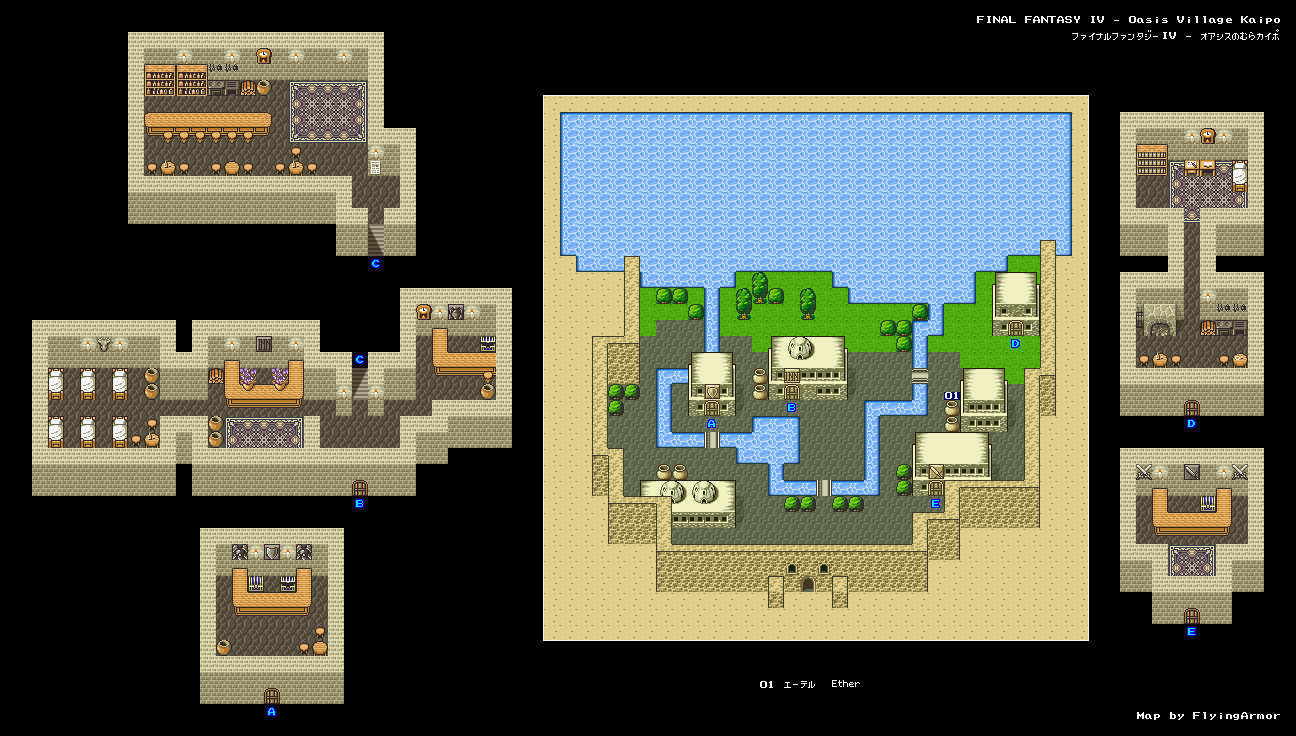 FINAL FANTASY IV - Oasis Village Kaipo
ファイナルファンタジーIV - オアシスのむらカイポ
C
C
B
A
A
B
D
01
E
D
E
01 エーテル Ether
Map by FlyingArmor